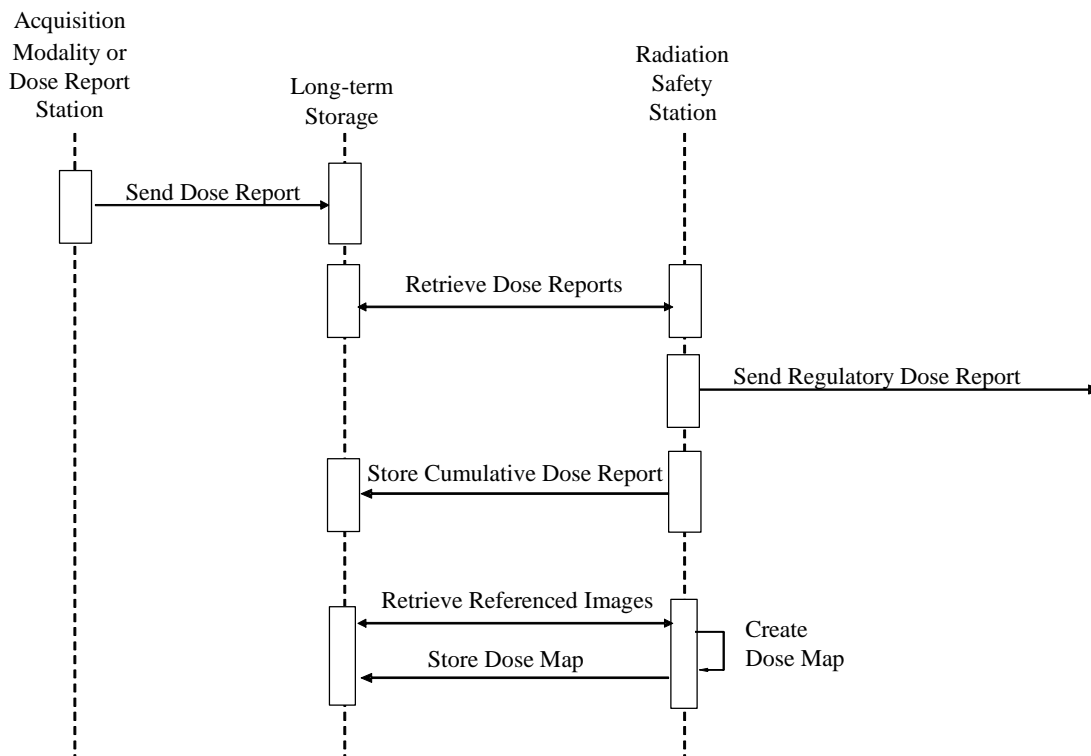 Acquisition
Modality or
Dose Report
Station
Long-term
Storage
Radiation
Safety
Station
Send Dose Report
Retrieve Dose Reports
Send Regulatory Dose Report
Store Cumulative Dose Report
Retrieve Referenced Images
Create
Dose Map
Store Dose Map